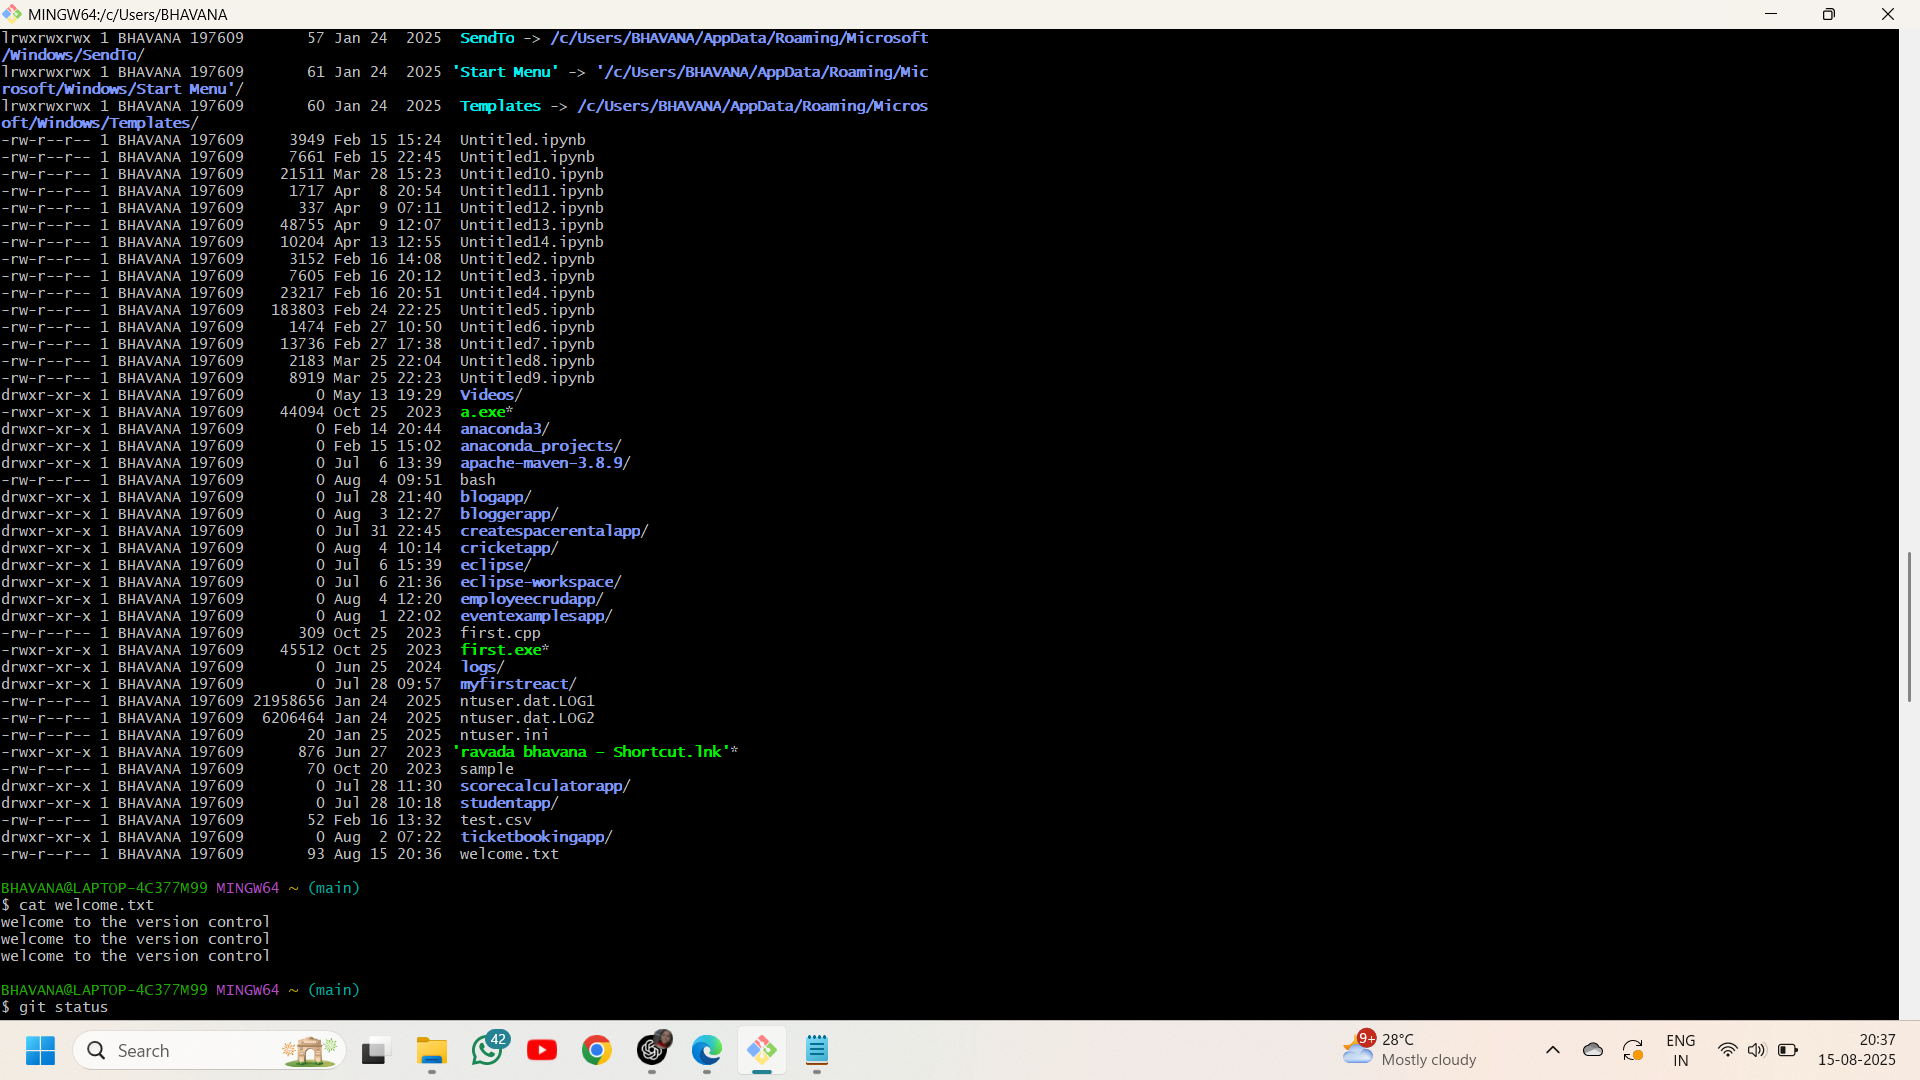 MINGW64:/c/Users/BHAVANA
lrwxrwxrwx 1 BHAVANA 197609       57 Jan 24  2025  SendTo -> /c/Users/BHAVANA/AppData/Roaming/Microsoft
/Windows/SendTo/
lrwxrwxrwx 1 BHAVANA 197609       61 Jan 24  2025 'Start Menu' -> '/c/Users/BHAVANA/AppData/Roaming/Mic
rosoft/Windows/Start Menu'/
lrwxrwxrwx 1 BHAVANA 197609       60 Jan 24  2025  Templates -> /c/Users/BHAVANA/AppData/Roaming/Micros
oft/Windows/Templates/
-rw-r--r-- 1 BHAVANA 197609     3949 Feb 15 15:24  Untitled.ipynb
-rw-r--r-- 1 BHAVANA 197609     7661 Feb 15 22:45  Untitled1.ipynb
-rw-r--r-- 1 BHAVANA 197609    21511 Mar 28 15:23  Untitled10.ipynb
-rw-r--r-- 1 BHAVANA 197609     1717 Apr  8 20:54  Untitled11.ipynb
-rw-r--r-- 1 BHAVANA 197609      337 Apr  9 07:11  Untitled12.ipynb
-rw-r--r-- 1 BHAVANA 197609    48755 Apr  9 12:07  Untitled13.ipynb
-rw-r--r-- 1 BHAVANA 197609    10204 Apr 13 12:55  Untitled14.ipynb
-rw-r--r-- 1 BHAVANA 197609     3152 Feb 16 14:08  Untitled2.ipynb
-rw-r--r-- 1 BHAVANA 197609     7605 Feb 16 20:12  Untitled3.ipynb
-rw-r--r-- 1 BHAVANA 197609    23217 Feb 16 20:51  Untitled4.ipynb
-rw-r--r-- 1 BHAVANA 197609   183803 Feb 24 22:25  Untitled5.ipynb
-rw-r--r-- 1 BHAVANA 197609     1474 Feb 27 10:50  Untitled6.ipynb
-rw-r--r-- 1 BHAVANA 197609    13736 Feb 27 17:38  Untitled7.ipynb
-rw-r--r-- 1 BHAVANA 197609     2183 Mar 25 22:04  Untitled8.ipynb
-rw-r--r-- 1 BHAVANA 197609     8919 Mar 25 22:23  Untitled9.ipynb
drwxr-xr-x 1 BHAVANA 197609        0 May 13 19:29  Videos/
-rwxr-xr-x 1 BHAVANA 197609    44094 Oct 25  2023  a.exe*
drwxr-xr-x 1 BHAVANA 197609        0 Feb 14 20:44  anaconda3/
drwxr-xr-x 1 BHAVANA 197609        0 Feb 15 15:02  anaconda_projects/
drwxr-xr-x 1 BHAVANA 197609        0 Jul  6 13:39  apache-maven-3.8.9/
-rw-r--r-- 1 BHAVANA 197609        0 Aug  4 09:51  bash
drwxr-xr-x 1 BHAVANA 197609        0 Jul 28 21:40  blogapp/
drwxr-xr-x 1 BHAVANA 197609        0 Aug  3 12:27  bloggerapp/
drwxr-xr-x 1 BHAVANA 197609        0 Jul 31 22:45  createspacerentalapp/
drwxr-xr-x 1 BHAVANA 197609        0 Aug  4 10:14  cricketapp/
drwxr-xr-x 1 BHAVANA 197609        0 Jul  6 15:39  eclipse/
drwxr-xr-x 1 BHAVANA 197609        0 Jul  6 21:36  eclipse-workspace/
drwxr-xr-x 1 BHAVANA 197609        0 Aug  4 12:20  employeecrudapp/
drwxr-xr-x 1 BHAVANA 197609        0 Aug  1 22:02  eventexamplesapp/
-rw-r--r-- 1 BHAVANA 197609      309 Oct 25  2023  first.cpp
-rwxr-xr-x 1 BHAVANA 197609    45512 Oct 25  2023  first.exe*
drwxr-xr-x 1 BHAVANA 197609        0 Jun 25  2024  logs/
drwxr-xr-x 1 BHAVANA 197609        0 Jul 28 09:57  myfirstreact/
-rw-r--r-- 1 BHAVANA 197609 21958656 Jan 24  2025  ntuser.dat.LOG1
-rw-r--r-- 1 BHAVANA 197609  6206464 Jan 24  2025  ntuser.dat.LOG2
-rw-r--r-- 1 BHAVANA 197609       20 Jan 25  2025  ntuser.ini
-rwxr-xr-x 1 BHAVANA 197609      876 Jun 27  2023 'ravada bhavana - Shortcut.lnk'*
-rw-r--r-- 1 BHAVANA 197609       70 Oct 20  2023  sample
drwxr-xr-x 1 BHAVANA 197609        0 Jul 28 11:30  scorecalculatorapp/
drwxr-xr-x 1 BHAVANA 197609        0 Jul 28 10:18  studentapp/
-rw-r--r-- 1 BHAVANA 197609       52 Feb 16 13:32  test.csv
drwxr-xr-x 1 BHAVANA 197609        0 Aug  2 07:22  ticketbookingapp/
-rw-r--r-- 1 BHAVANA 197609       93 Aug 15 20:36  welcome.txt
BHAVANA@LAPTOP-4C377M99 MINGW64 ~ (main)
$ cat welcome.txt
welcome to the version control
welcome to the version control
welcome to the version control
BHAVANA@LAPTOP-4C377M99 MINGW64 ~ (main)
$ git status
Search
42
9+
28°C
Mostly cloudy
ENG
IN
20:37
15-08-2025